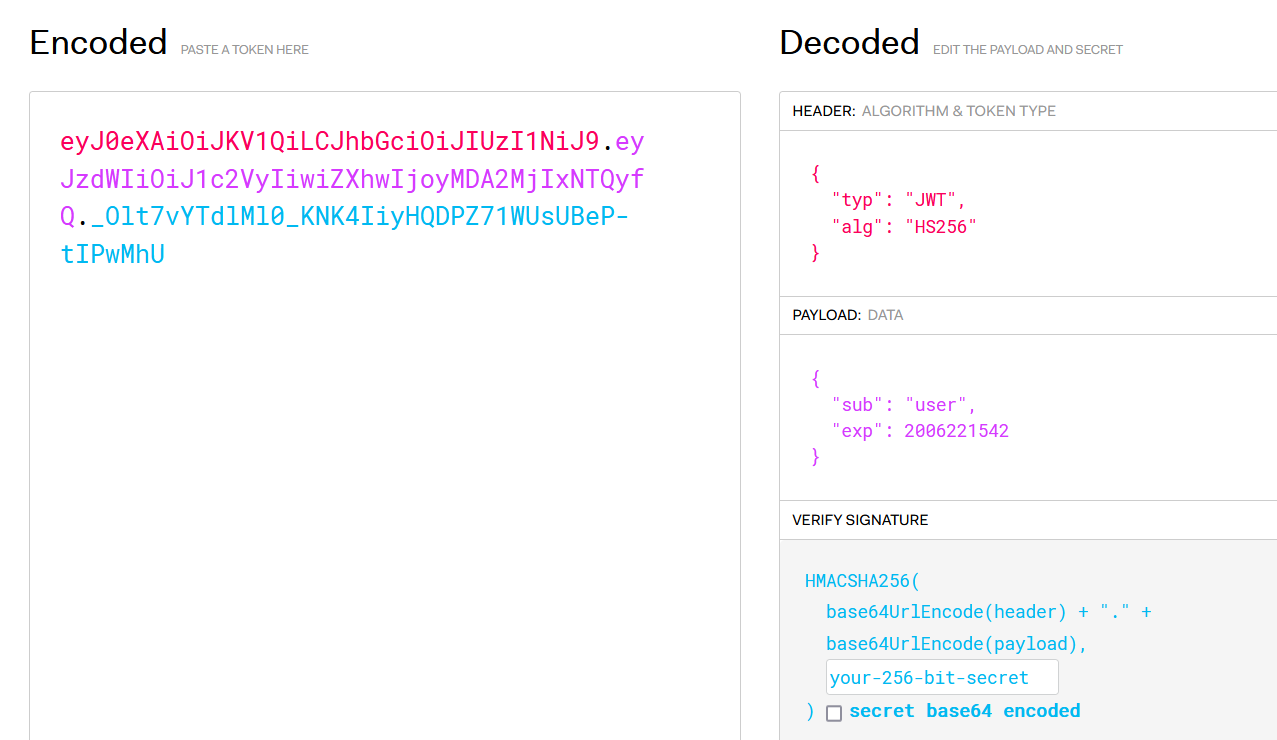 Encoded PASTE A TOKEN HERE
eyJ0eXAiOiJKV1QiLCJhbGciOiJIUzI1NiJ9.ey
JzdWIiOiJ1c2VyIiwiZXhwIjoyMDA2MjIxNTQyf
Q._Olt7vYTdlMl0_KNK4IiyHQDPZ71WUsUBeP-
tIPwMhU
Decoded EDIT THE PAYLOAD AND SECRET
HEADER: ALGORITHM & TOKEN TYPE
{
"typ": "JWT",
"alg": "HS256"
}
PAYLOAD: DATA
{
"sub": "user",
"exp": 2006221542
}
VERIFY SIGNATURE
HMACSHA256(
base64UrlEncode(header) + "." +
base64UrlEncode(payload),
your-256-bit-secret
) secret base64 encoded